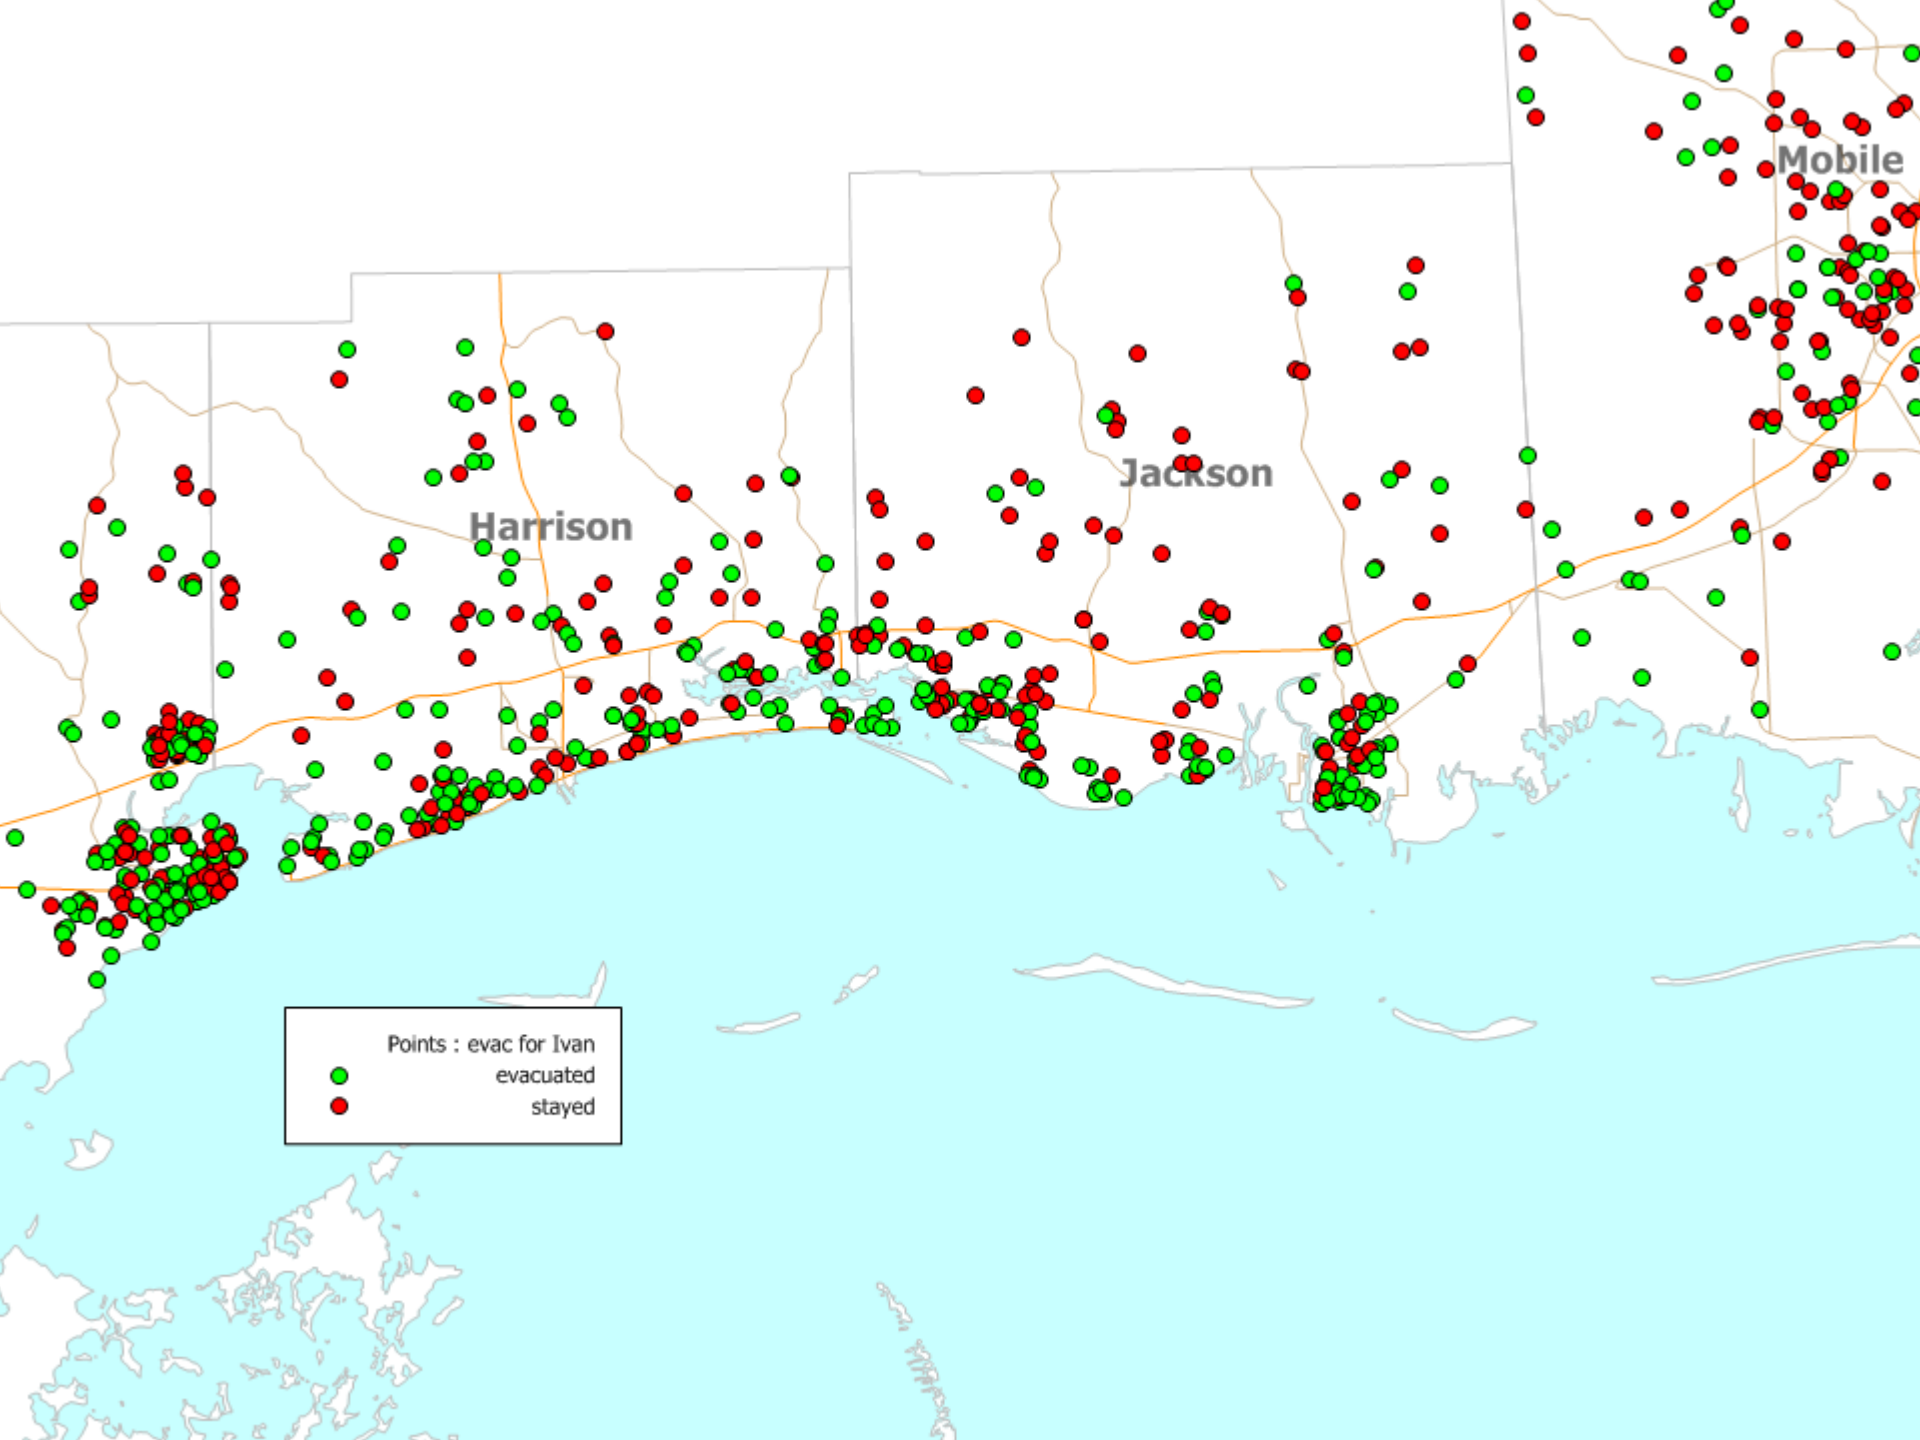 Mobile
Jackson
Harrison
Points : evac for Ivan
evacuated
stayed